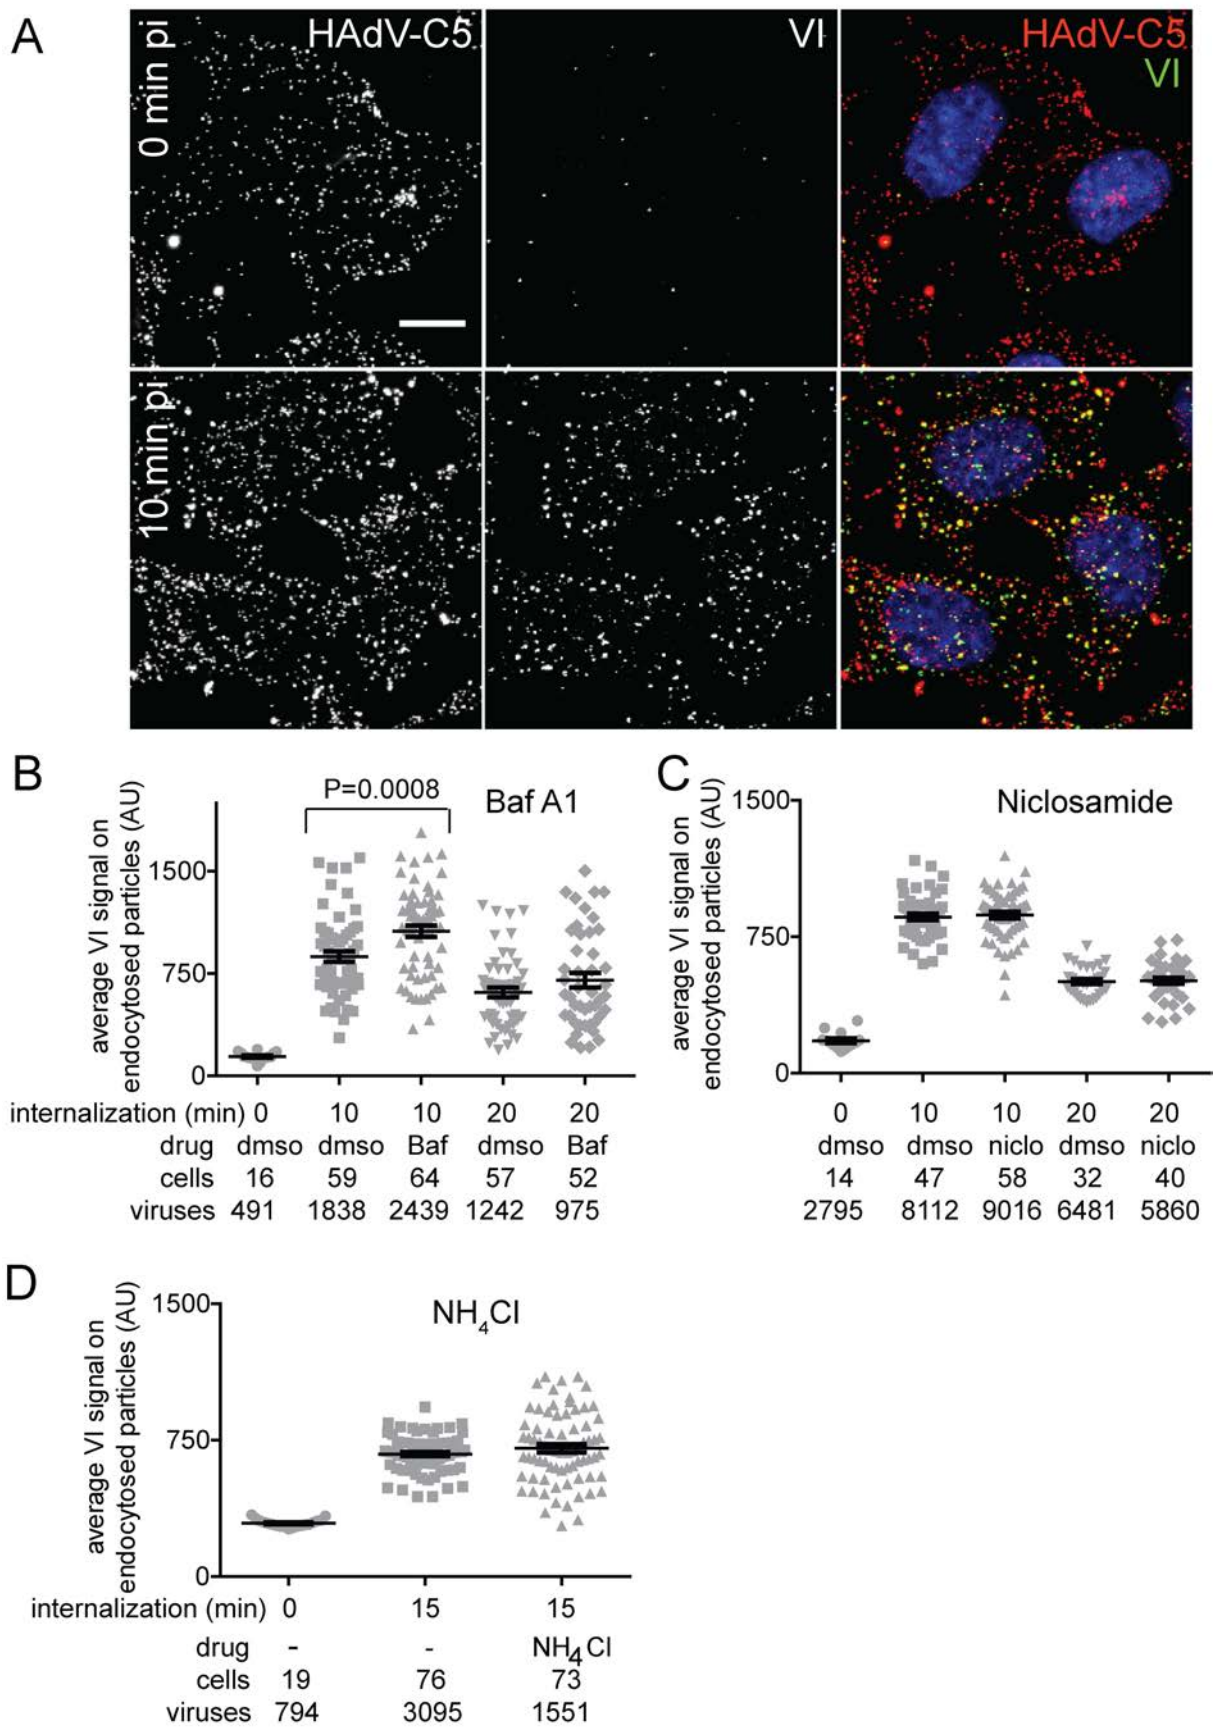 A
0 min pi
HAdV-C5
VI
HAdV-C5
VI
10 min pi
B
average VI signal on
endocytosed particles (AU)
P=0.0008
Baf A1
1500
750
0
internalization (min) 0 10 10 20 20
drug dmso dmso Baf dmso Baf
cells 16 59 64 57 52
viruses 491 1838 2439 1242 975
C
average VI signal on
endocytosed particles (AU)
Niclosamide
1500
750
0
0 10 10 20 20
dmso dmso niclo dmso niclo
14 47 58 32 40
2795 8112 9016 6481 5860
D
average VI signal on
endocytosed particles (AU)
NH4Cl
1500
750
0
internalization (min) 0 15 15
drug - - NH4Cl
cells 19 76 73
viruses 794 3095 1551